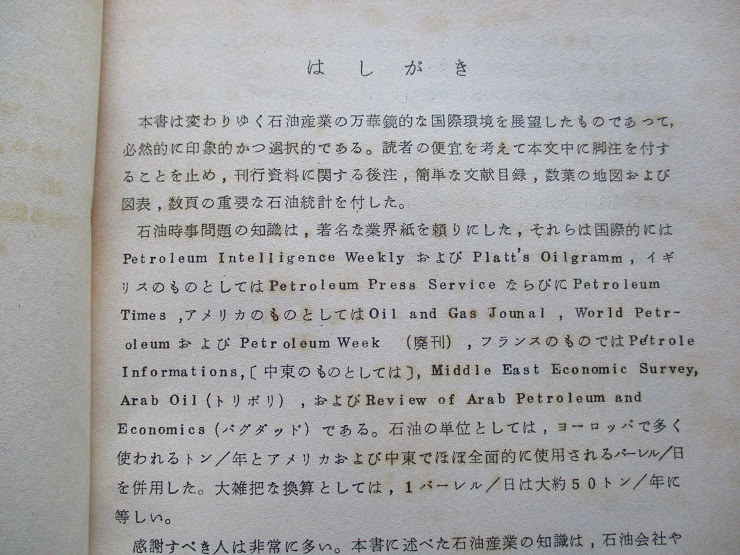 はしがき
本書は変わりゆく石油産業の万華鏡的な国際環境を展望したものであって,
必然的に印象的かつ選択的である。読者の便宜を考えて本文中に脚注を付す
ることを止め,刊行資料に関する後注,簡単な文献目録,数葉の地図および
図表,数頁の重要な石油統計を付した。
石油時事問題の知識は,著名な業界紙を頼りにした,それらは国際的には
Petroleum Intelligence Weekly および Platt's Oilgramm, イギ
リスのものとしては Petroleum Press Service ならびに Petroleum
Times ,アメリカのものとしては Oil and Gas Jounal , World Petr-
oleum および Petroleum Week (廃刊),フランスのものでは Pétrole
Informations,〔中東のものとしては〕, Middle East Economic Survey,
Arab Oil (トリポリ) ,および Review of Arab Petroleum and
Economics (バグダッド) である。石油の単位としては,ヨーロッパで多く
使われるトン/年とアメリカおよび中東でほぼ全面的に使用されるバーレル/日
を併用した。大雑把な換算としては,1バーレル/日は大約50トン/年に
等しい。
感謝すべき人は非常に多い。本書に述べた石油産業の知識は,石油会社や